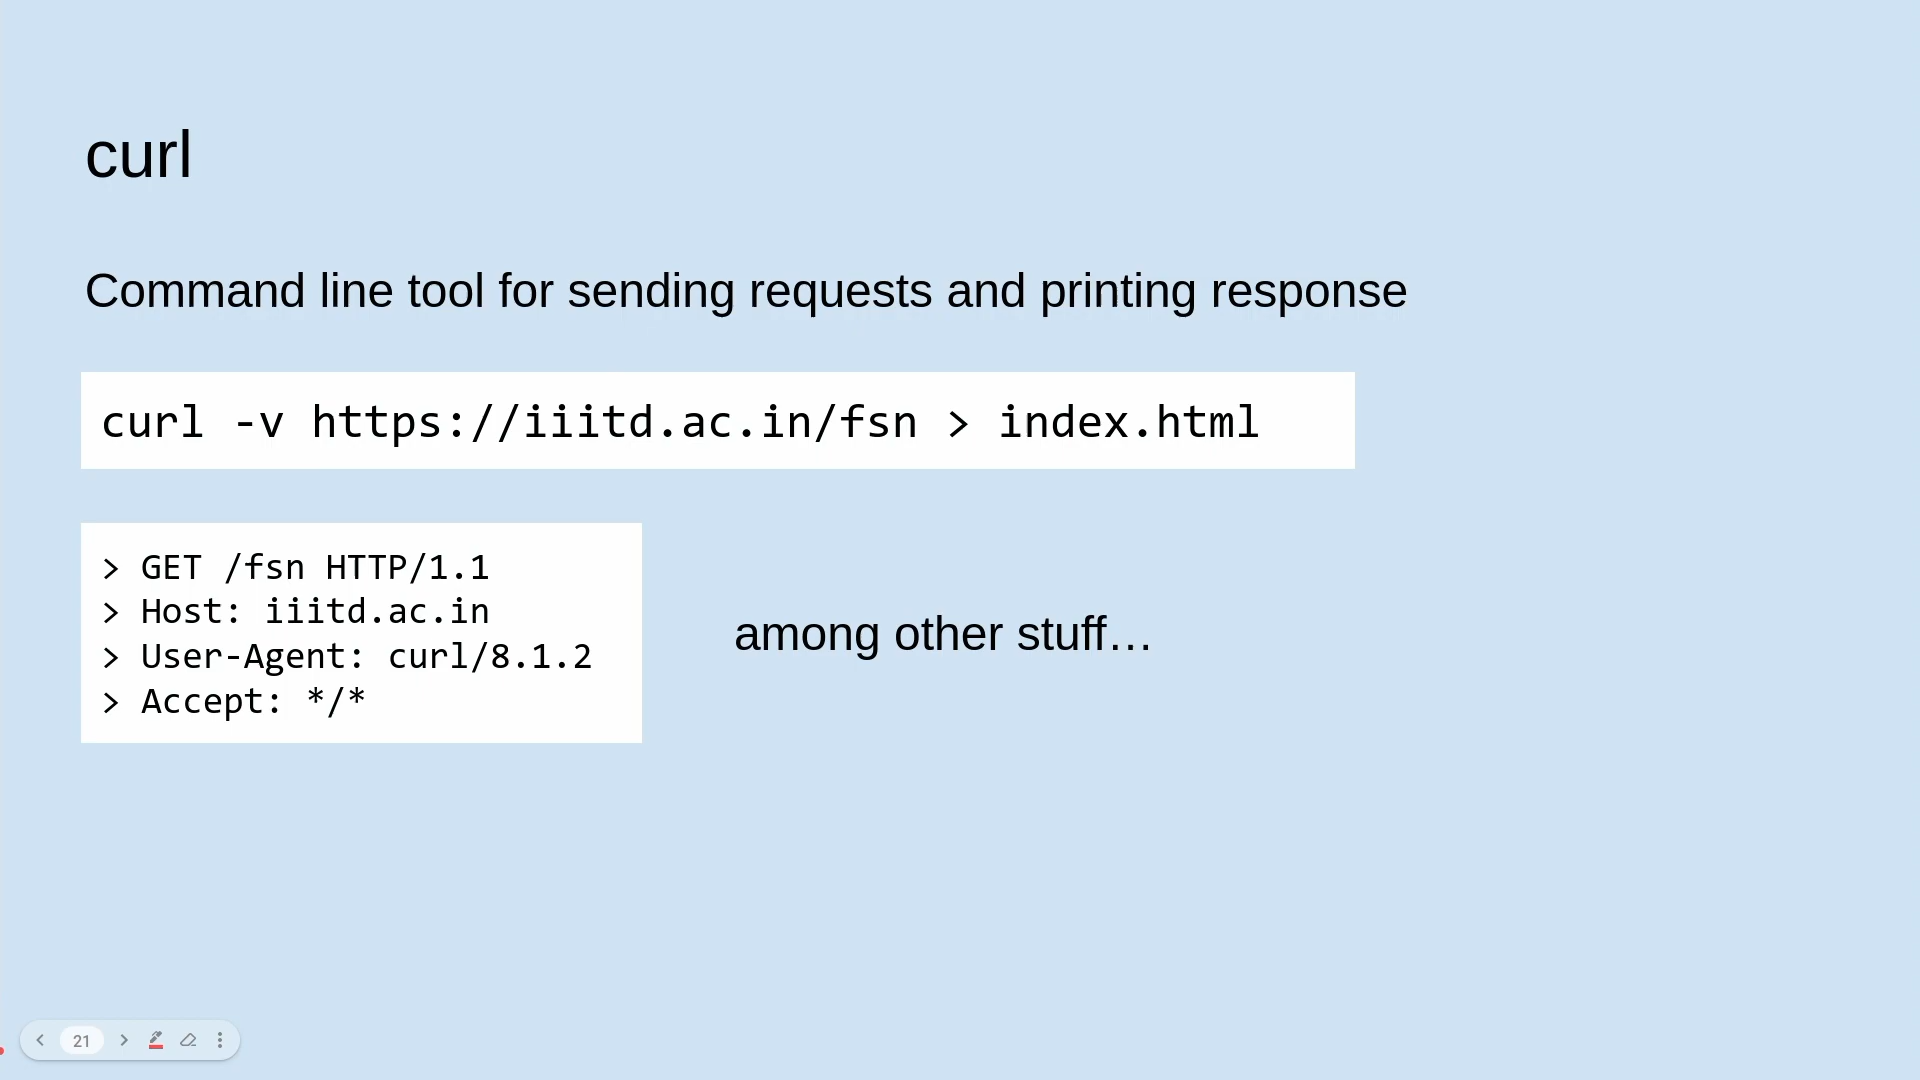 curl
Command line tool for sending requests and printing response
curl -v https://iiitd.ac.in/fsn > index.html
> GET /fsn HTTP/1.1
> Host: iiitd.ac.in
> User-Agent: curl/8.1.2
> Accept: */*
among other stuff…
21